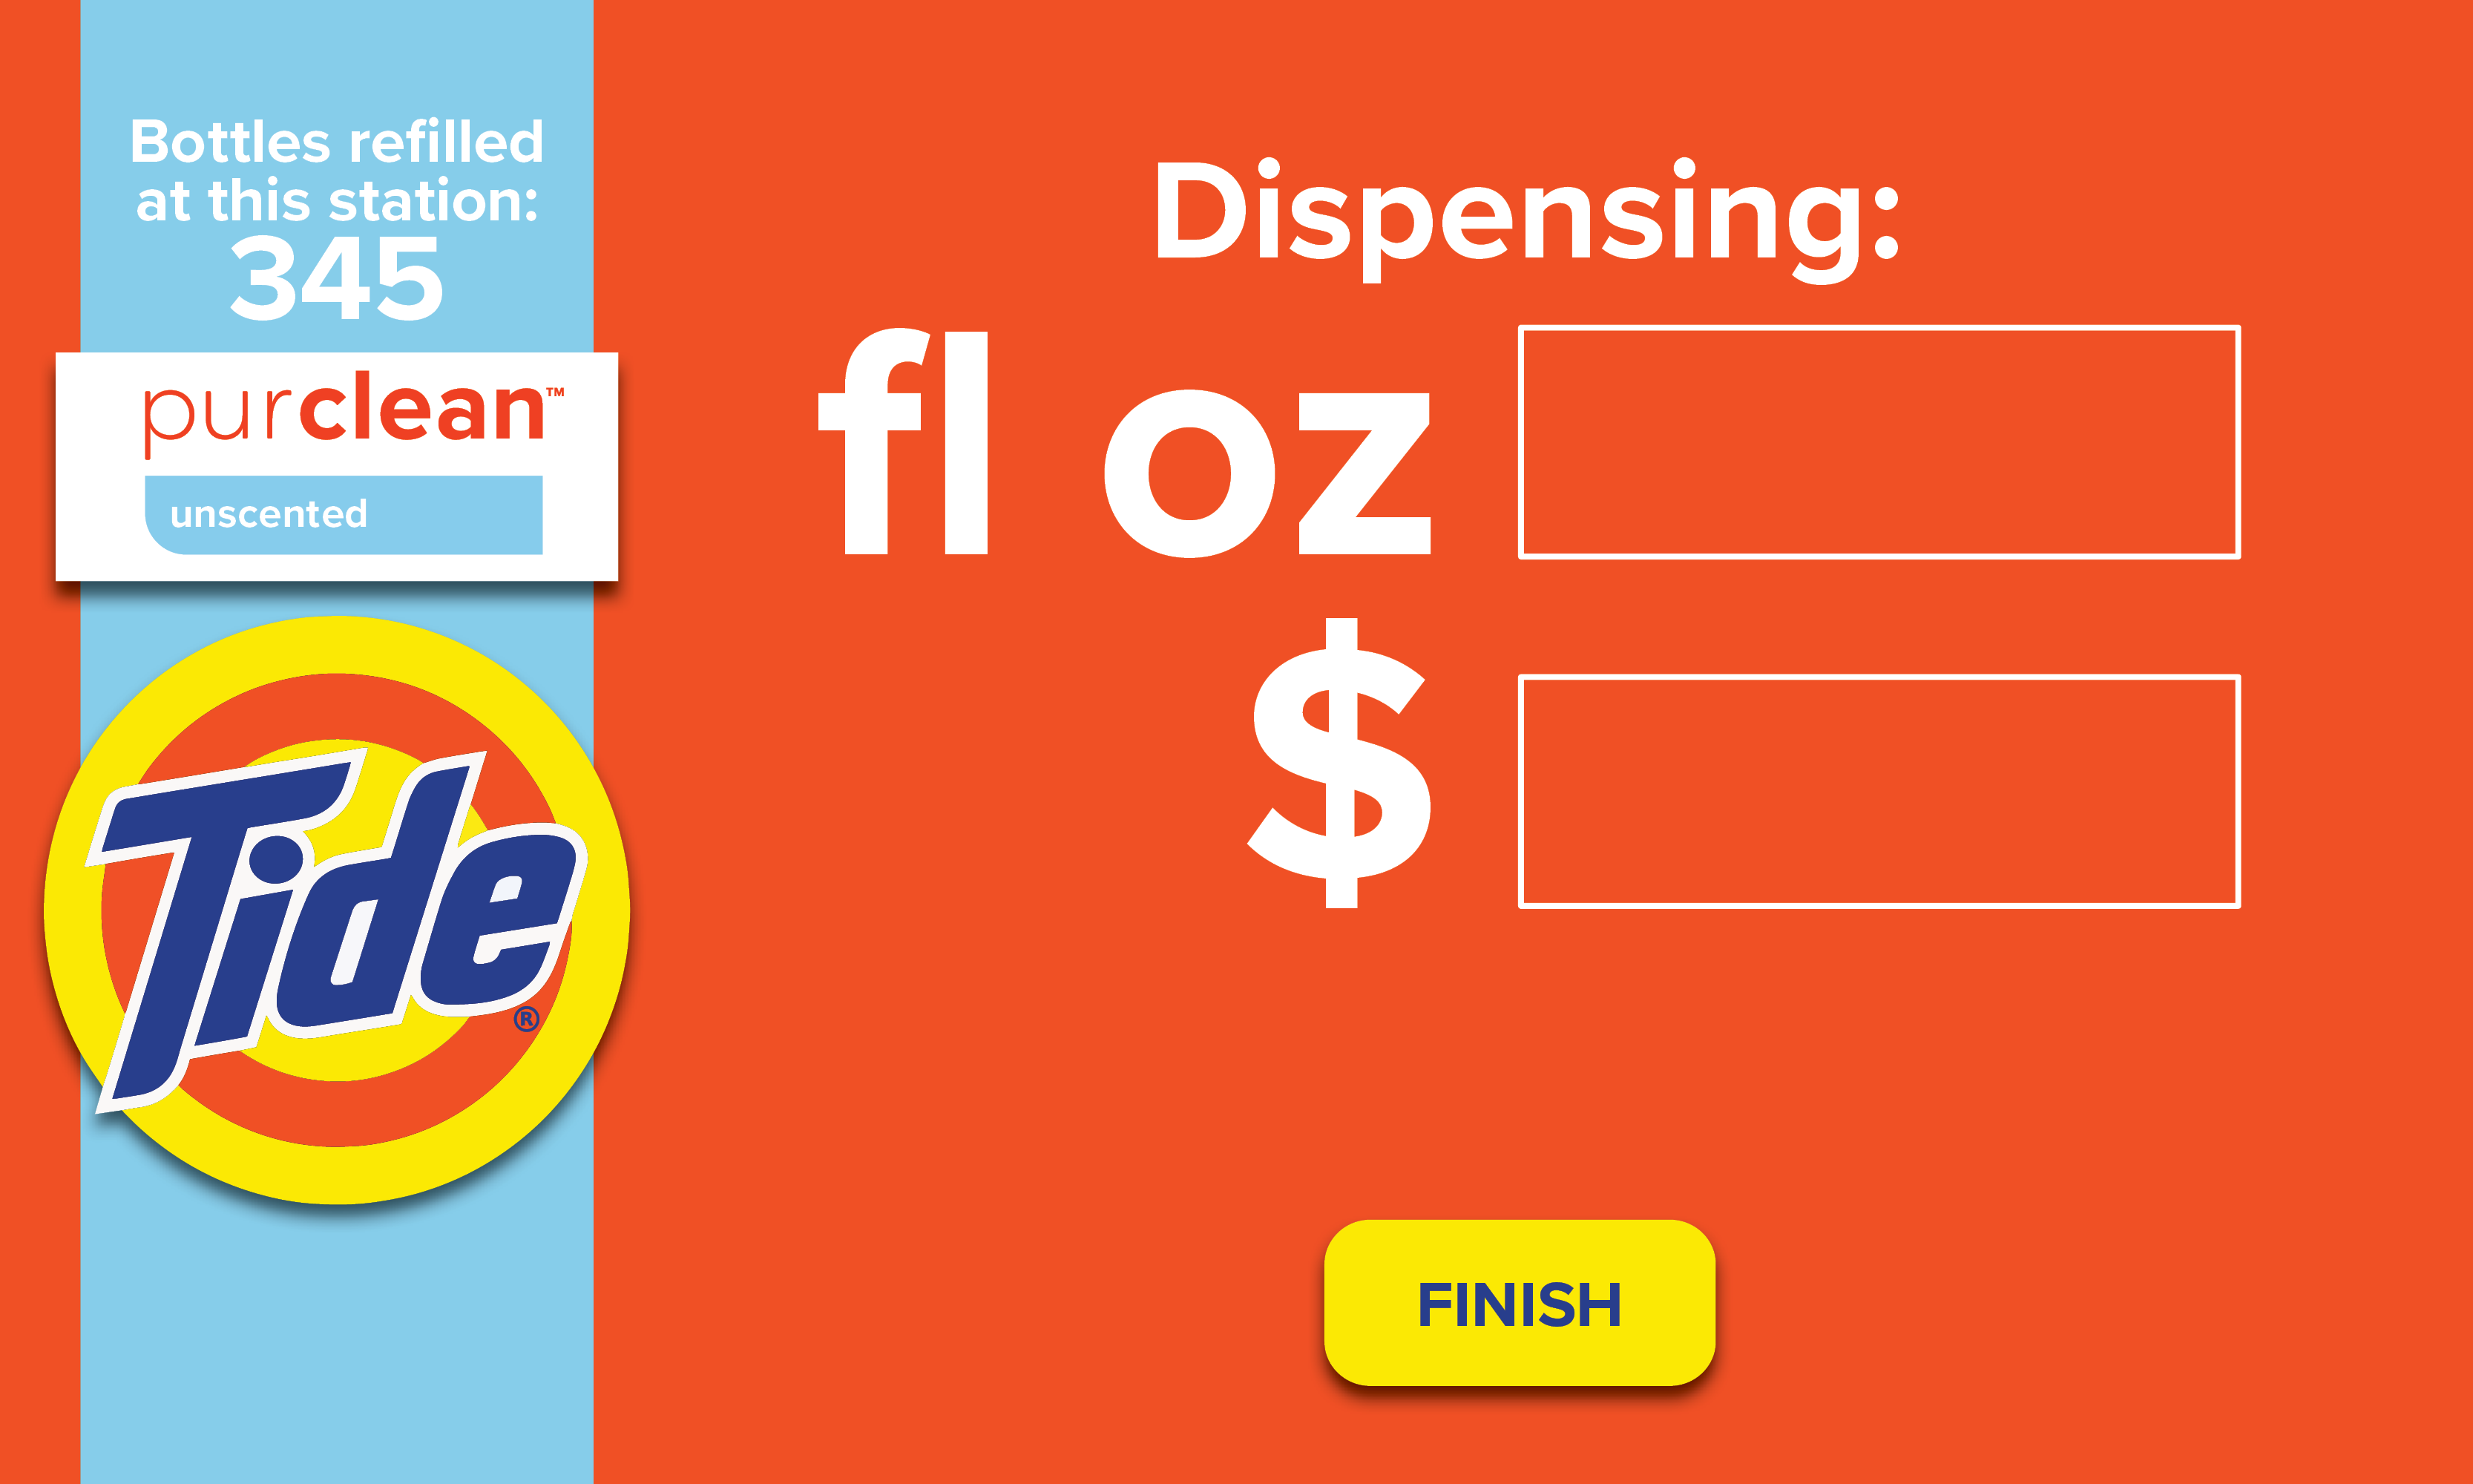 Bottles refilled
at this station:
345
purclean™
unscented
Tide®
Dispensing:
fl oz
$
FINISH